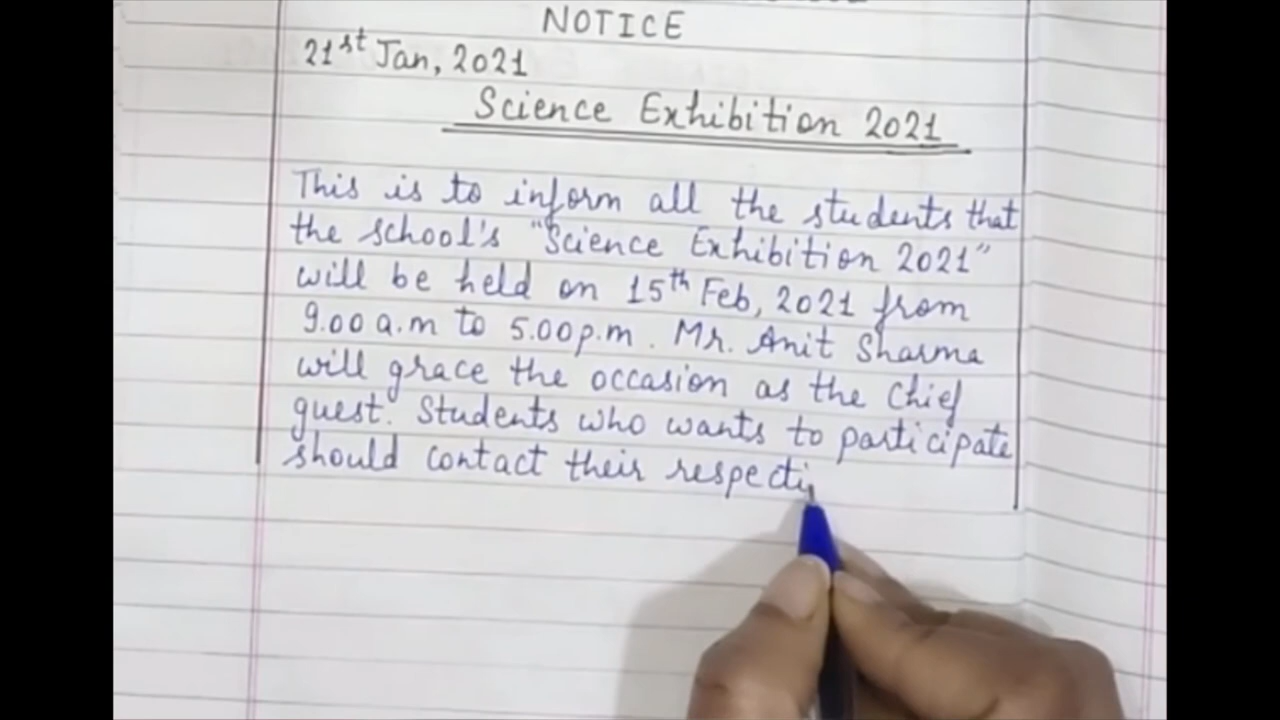 NOTICE
21st Jan, 2021
Science Exhibition 2021
This is to inform all the students that
the school's "Science Exhibition 2021"
will be held on 15th Feb, 2021 from
9.00 a.m to 5.00 p.m. Mr. Anit Sharma
will grace the occasion as the Chief
guest. Students who wants to participate
should contact their respecti